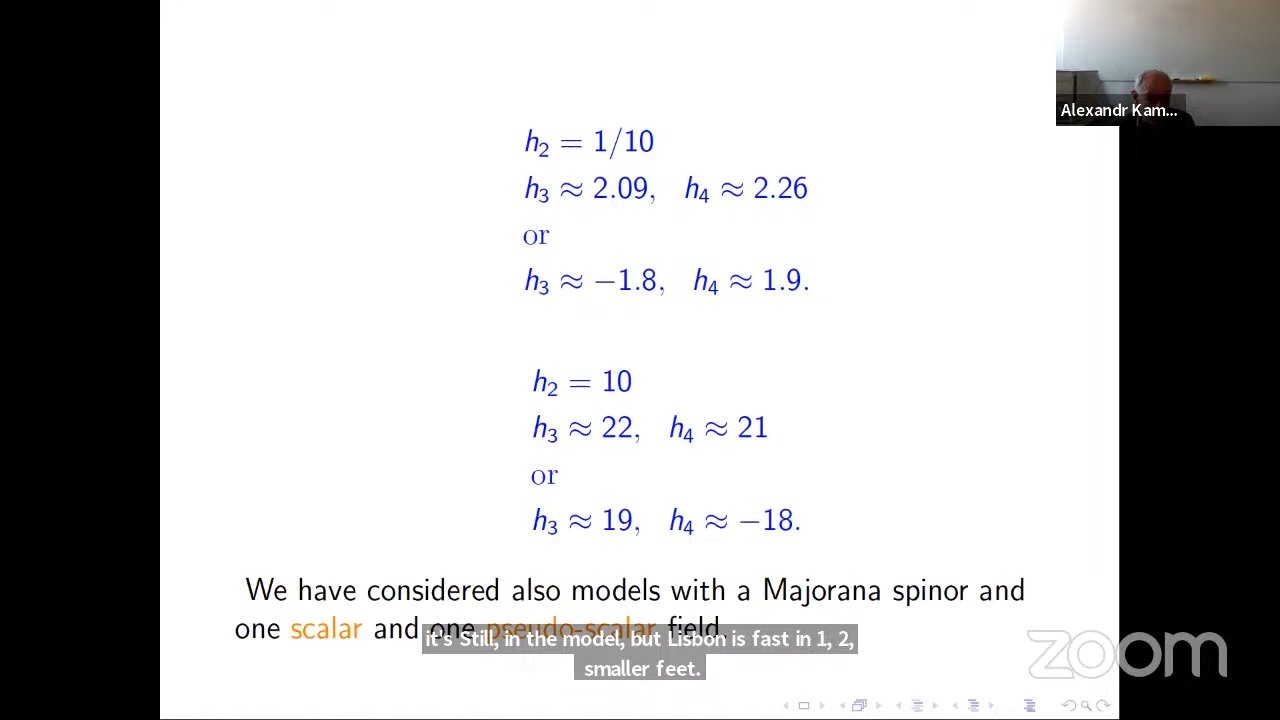 Alexandr Kam...
h₂ = 1/10
h₃ ≈ 2.09, h₄ ≈ 2.26
or
h₃ ≈ −1.8, h₄ ≈ 1.9.
h₂ = 10
h₃ ≈ 22, h₄ ≈ 21
or
h₃ ≈ 19, h₄ ≈ −18.
We have considered also models with a Majorana spinor and
one scalar and one pseudo-scalar field.
it's Still, in the model, but Lisbon is fast in 1, 2,
smaller feet.
zoom